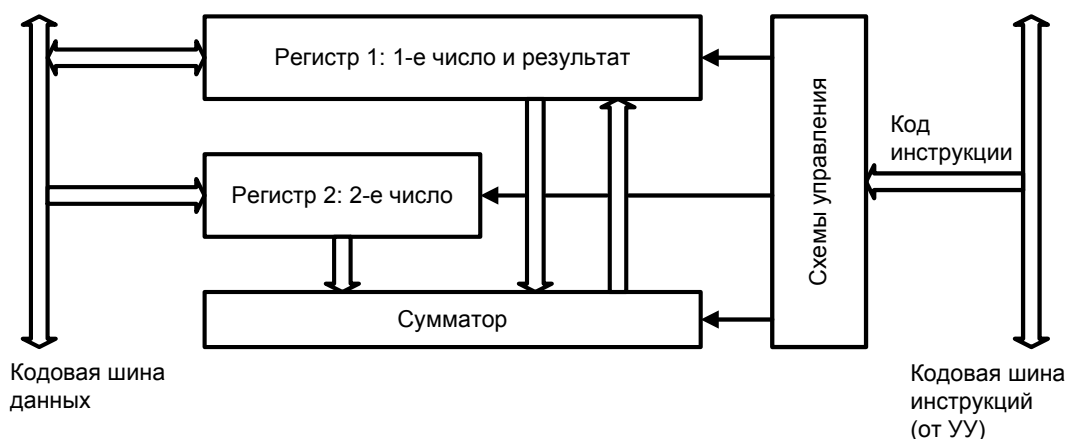 Регистр 1: 1-е число и результат
Регистр 2: 2-е число
Сумматор
Схемы управления
Код
инструкции
Кодовая шина
данных
Кодовая шина
инструкций
(от УУ)